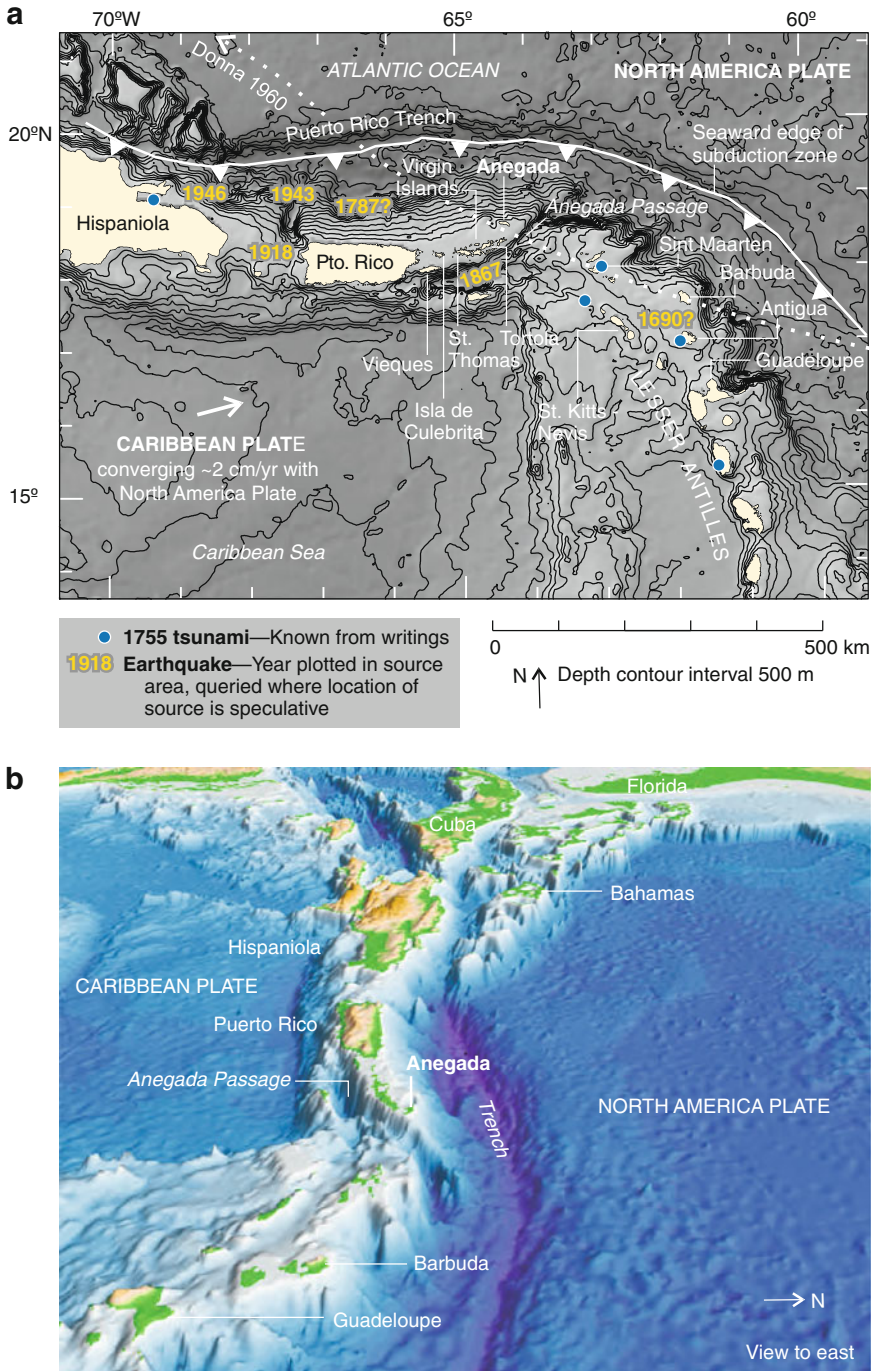 a
70ºW
65º
60º
Donna 1960
ATLANTIC OCEAN
NORTH AMERICA PLATE
20ºN
Puerto Rico Trench
Seaward edge of
subduction zone
Virgin
Islands
Anegada
1946
1943
1787?
Anegada Passage
Hispaniola
1918
Pto. Rico
1867
Sint Maarten
Barbuda
1690?
Antigua
Vieques
St.
Thomas
Tortola
Guadeloupe
Isla de
Culebrita
St. Kitts
Nevis
LESSER ANTILLES
CARIBBEAN PLATE
converging ~2 cm/yr with
North America Plate
15º
Caribbean Sea
1755 tsunami—Known from writings
1918 Earthquake—Year plotted in source
area, queried where location of
source is speculative
0
500 km
N
Depth contour interval 500 m
b
Florida
Cuba
Bahamas
Hispaniola
CARIBBEAN PLATE
Puerto Rico
Anegada
Anegada Passage
Trench
NORTH AMERICA PLATE
Barbuda
Guadeloupe
N
View to east